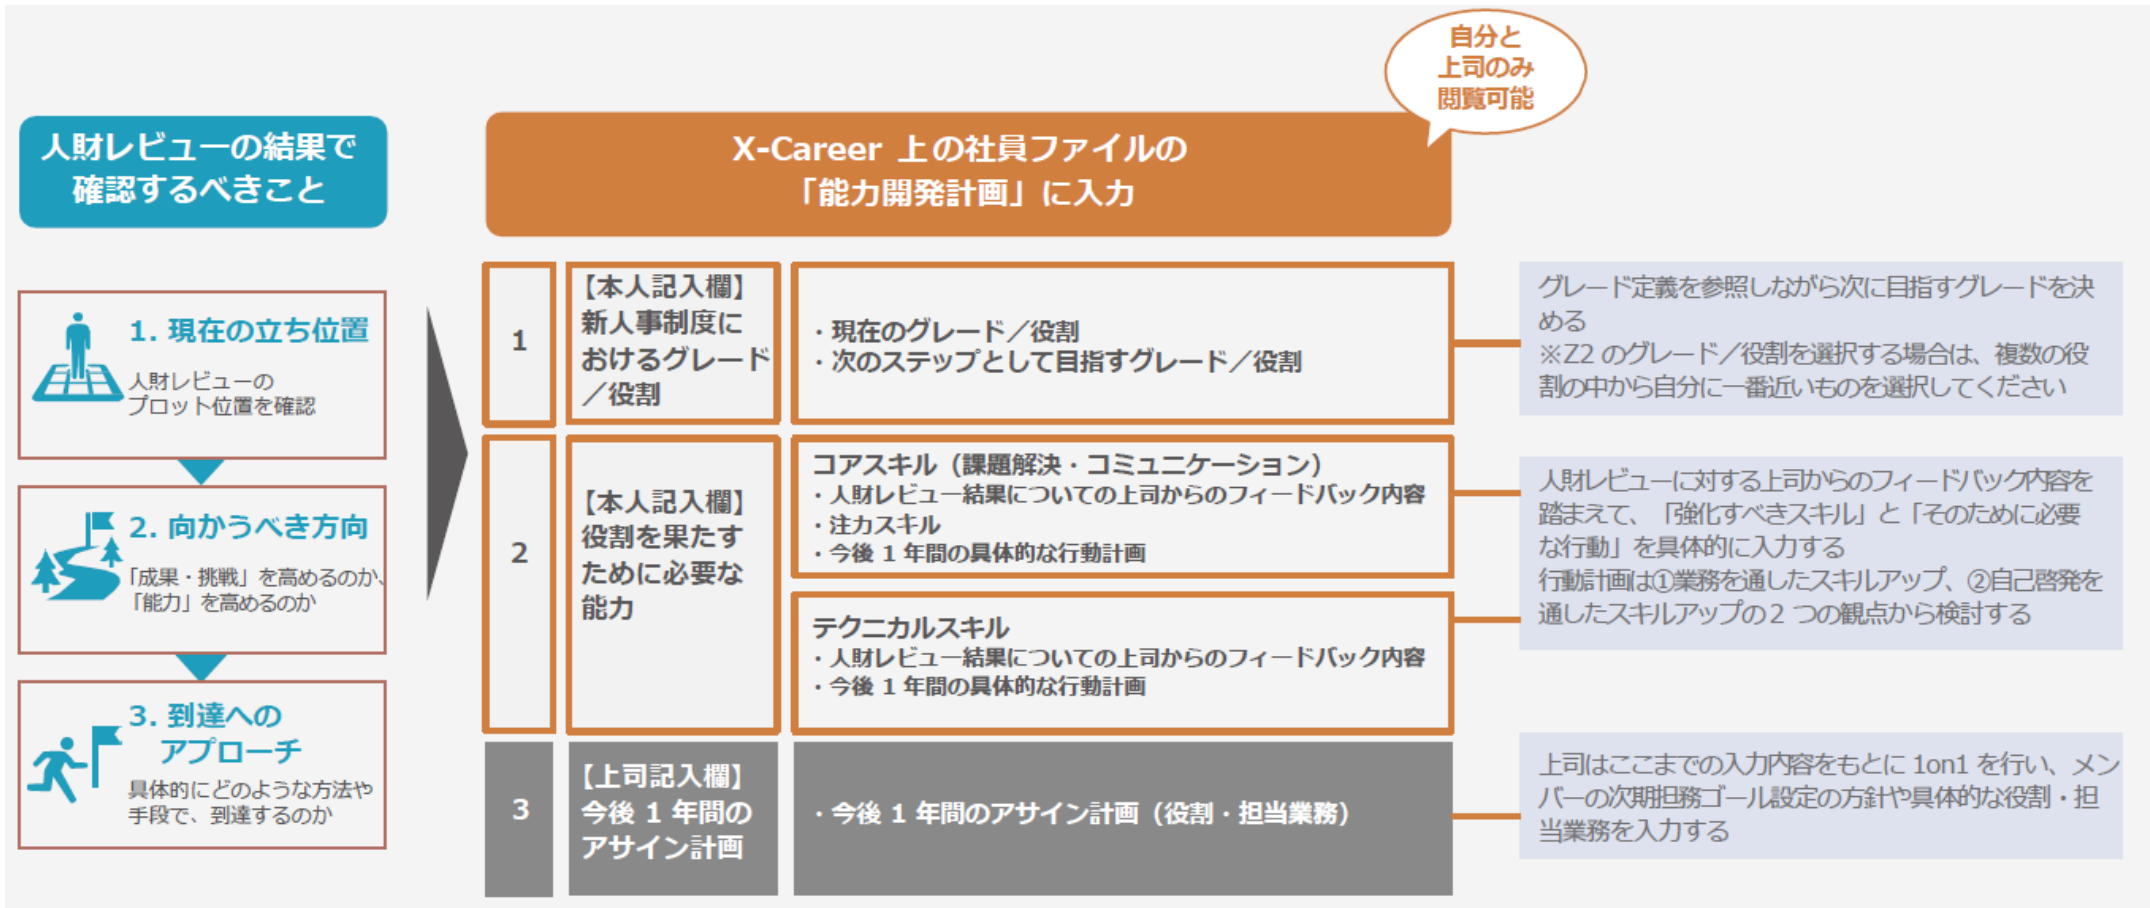 自分と
上司のみ
閲覧可能
人財レビューの結果で
確認するべきこと
X-Career 上の社員ファイルの
「能力開発計画」に入力
1. 現在の立ち位置
人財レビューの
プロット位置を確認
2. 向かうべき方向
「成果・挑戦」を高めるのか、
「能力」を高めるのか
3. 到達への
アプローチ
具体的にどのような方法や
手段で、到達するのか
1
【本人記入欄】
新人事制度に
おけるグレード
／役割
・現在のグレード／役割
・次のステップとして目指すグレード／役割
グレード定義を参照しながら次に目指すグレードを決
める
※Z2 のグレード／役割を選択する場合は、複数の役
割の中から自分に一番近いものを選択してください
2
【本人記入欄】
役割を果たす
ために必要な
能力
コアスキル（課題解決・コミュニケーション）
・人財レビュー結果についての上司からのフィードバック内容
・注力スキル
・今後 1 年間の具体的な行動計画
テクニカルスキル
・人財レビュー結果についての上司からのフィードバック内容
・今後 1 年間の具体的な行動計画
人財レビューに対する上司からのフィードバック内容を
踏まえて、「強化すべきスキル」と「そのために必要
な行動」を具体的に入力する
行動計画は①業務を通したスキルアップ、②自己啓発を
通したスキルアップの 2 つの観点から検討する
3
【上司記入欄】
今後 1 年間の
アサイン計画
・今後 1 年間のアサイン計画（役割・担当業務）
上司はここまでの入力内容をもとに 1on1 を行い、メン
バーの次期担務ゴール設定の方針や具体的な役割・担
当業務を入力する